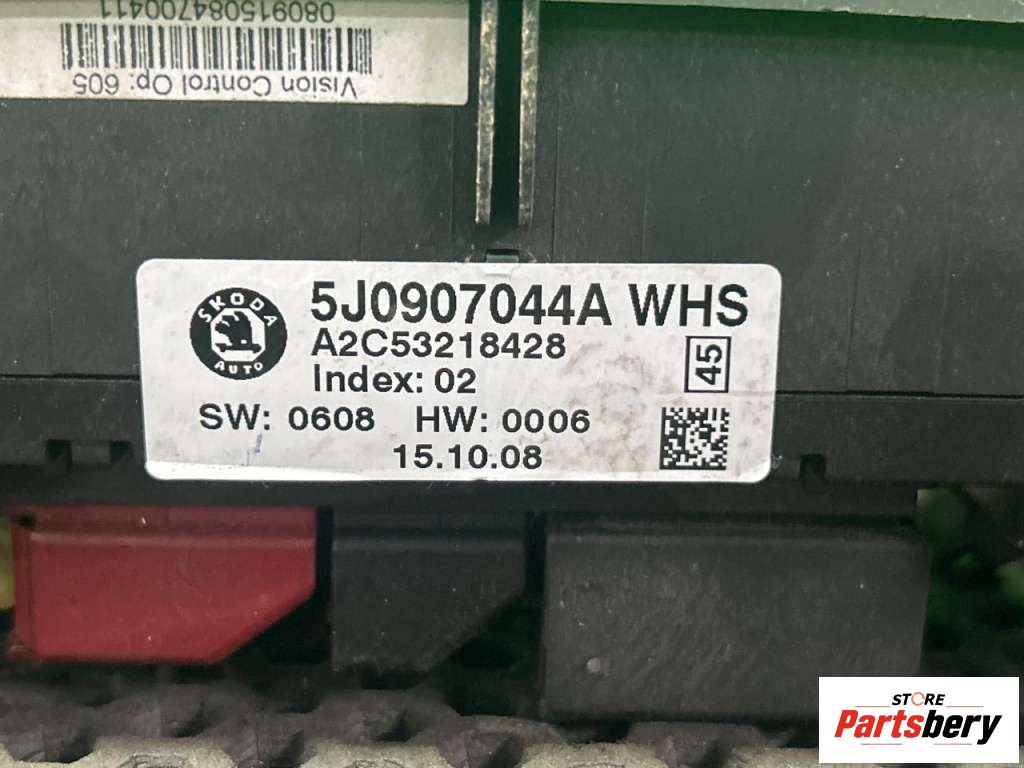 080915084700411
Vision Control Op: 605
SKODA
AUTO
5J0907044A WHS
A2C53218428
45
Index: 02
SW: 0608 HW: 0006
15.10.08
STORE
Partsbery